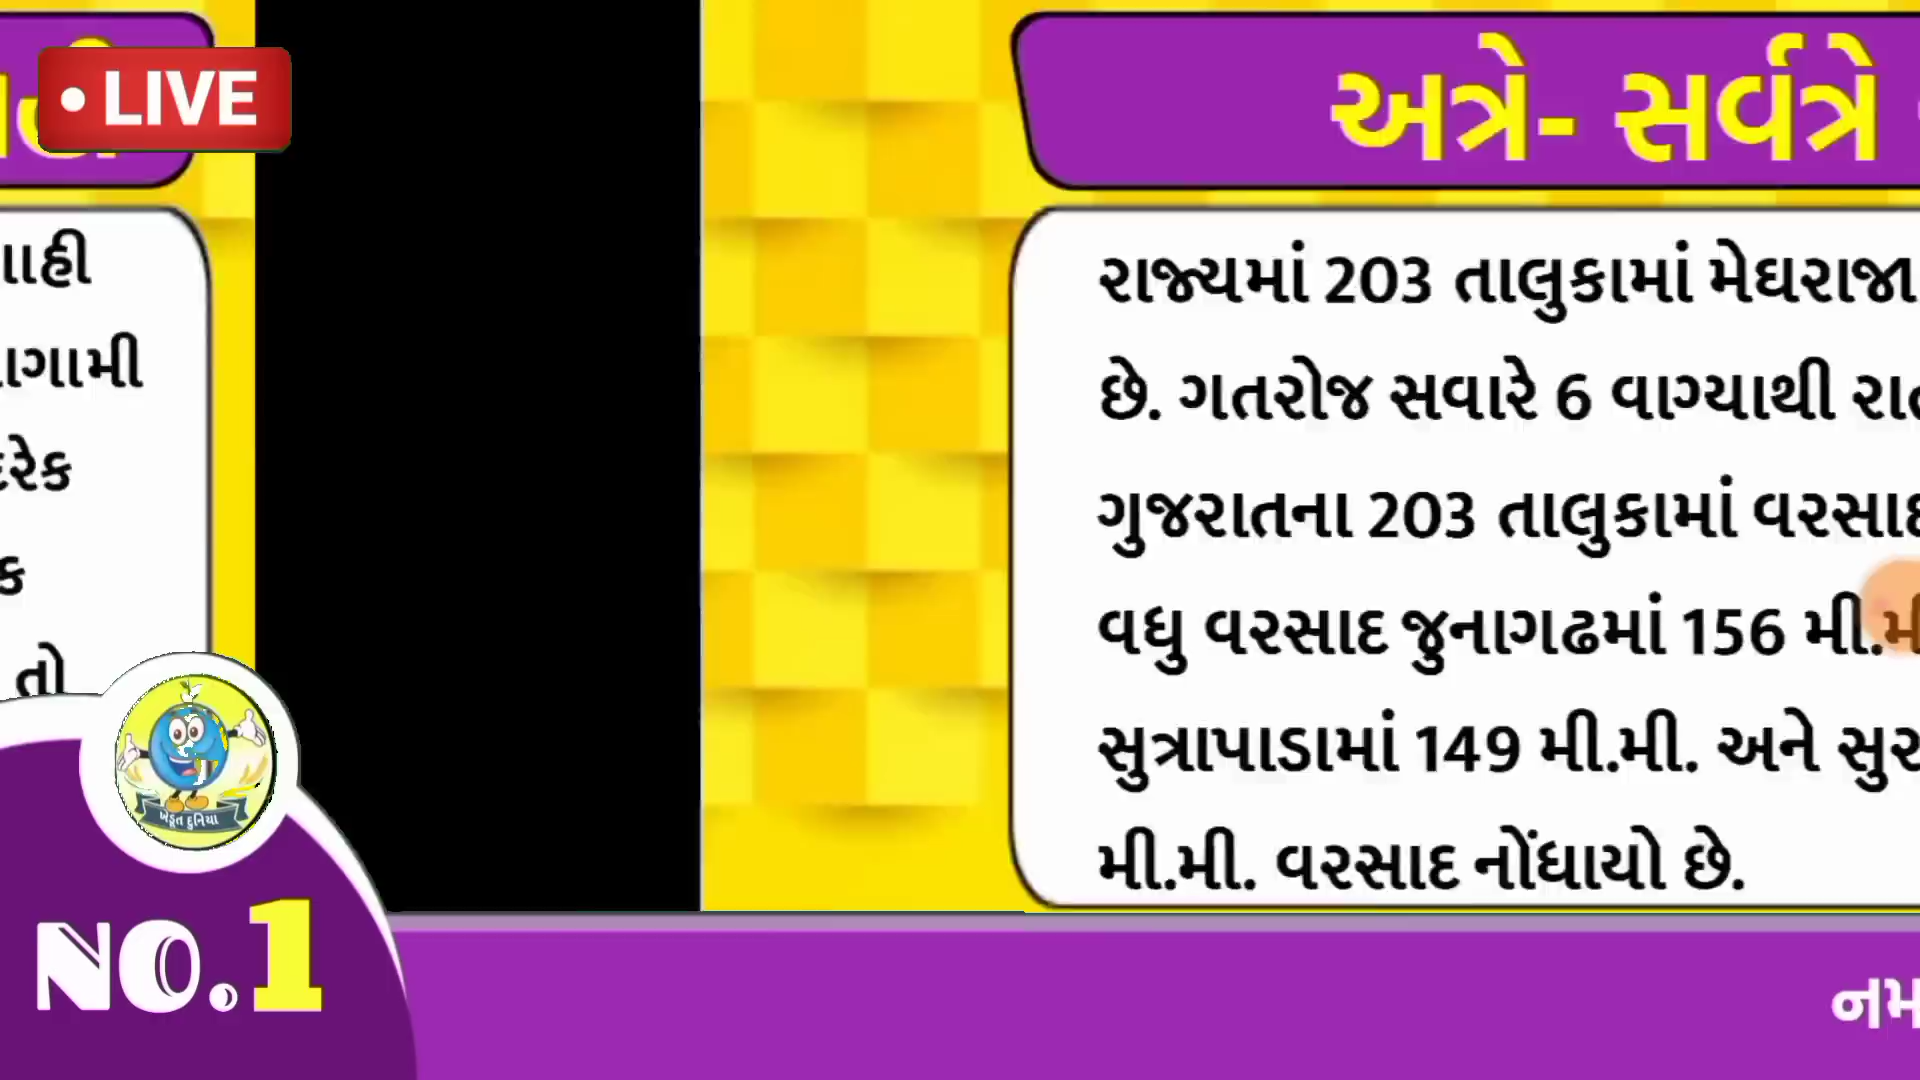 LIVE
અત્રે- સર્વત્રે
રાજ્યમાં 203 તાલુકામાં મેઘરાજા
છે. ગતરોજ સવારે 6 વાગ્યાથી
ગુજરાતના 203 તાલુકામાં
વધુ વરસાદ જુનાગઢમાં 156 મી.મી
સુત્રાપાડામાં 149 મી.મી. અને
મી.મી. વરસાદ નોંધાયો છે.
દરેક
તો
ખેડૂત દુનિયા
NO.1